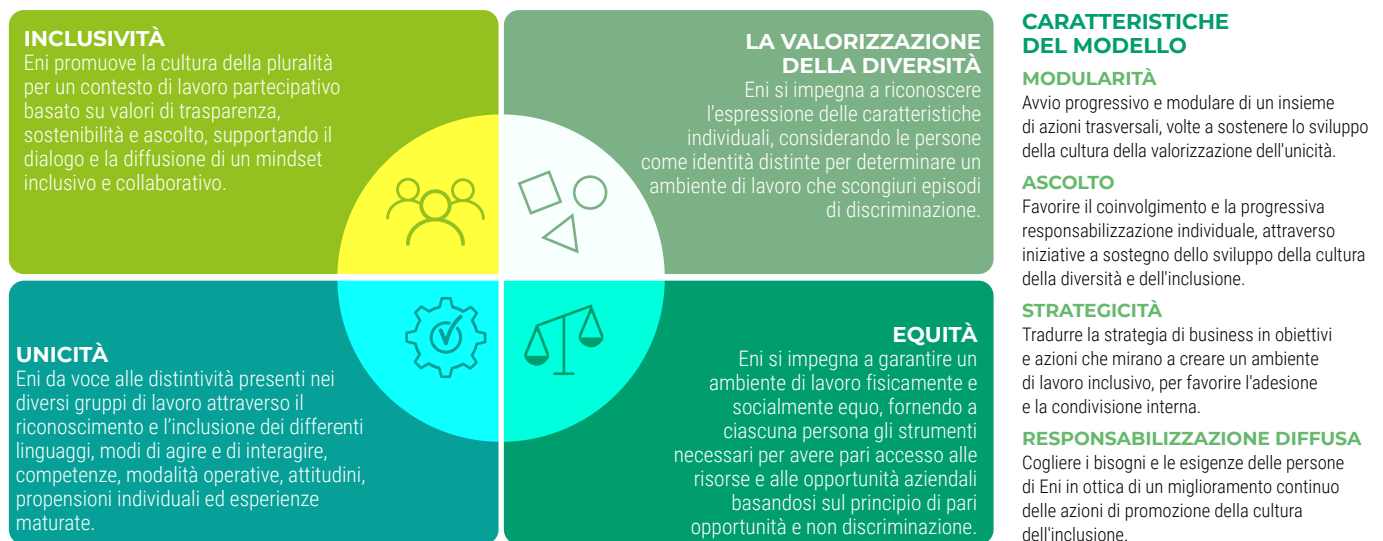 INCLUSIVITÀ
Eni promuove la cultura della pluralità
per un contesto di lavoro partecipativo
basato su valori di trasparenza,
sostenibilità e ascolto, supportando il
dialogo e la diffusione di un mindset
inclusivo e collaborativo.
LA VALORIZZAZIONE
DELLA DIVERSITÀ
Eni si impegna a riconoscere
l'espressione delle caratteristiche
individuali, considerando le persone
come identità distinte per determinare un
ambiente di lavoro che scongiuri episodi
di discriminazione.
UNICITÀ
Eni da voce alle distintività presenti nei
diversi gruppi di lavoro attraverso il
riconoscimento e l’inclusione dei differenti
linguaggi, modi di agire e di interagire,
competenze, modalità operative, attitudini,
propensioni individuali ed esperienze
maturate.
EQUITÀ
Eni si impegna a garantire un
ambiente di lavoro fisicamente e
socialmente equo, fornendo a
ciascuna persona gli strumenti
necessari per avere pari accesso alle
risorse e alle opportunità aziendali
basandosi sul principio di pari
opportunità e non discriminazione.
CARATTERISTICHE
DEL MODELLO
MODULARITÀ
Avvio progressivo e modulare di un insieme
di azioni trasversali, volte a sostenere lo sviluppo
della cultura della valorizzazione dell'unicità.
ASCOLTO
Favorire il coinvolgimento e la progressiva
responsabilizzazione individuale, attraverso
iniziative a sostegno dello sviluppo della cultura
della diversità e dell'inclusione.
STRATEGICITÀ
Tradurre la strategia di business in obiettivi
e azioni che mirano a creare un ambiente
di lavoro inclusivo, per favorire l'adesione
e la condivisione interna.
RESPONSABILIZZAZIONE DIFFUSA
Cogliere i bisogni e le esigenze delle persone
di Eni in ottica di un miglioramento continuo
delle azioni di promozione della cultura
dell'inclusione.